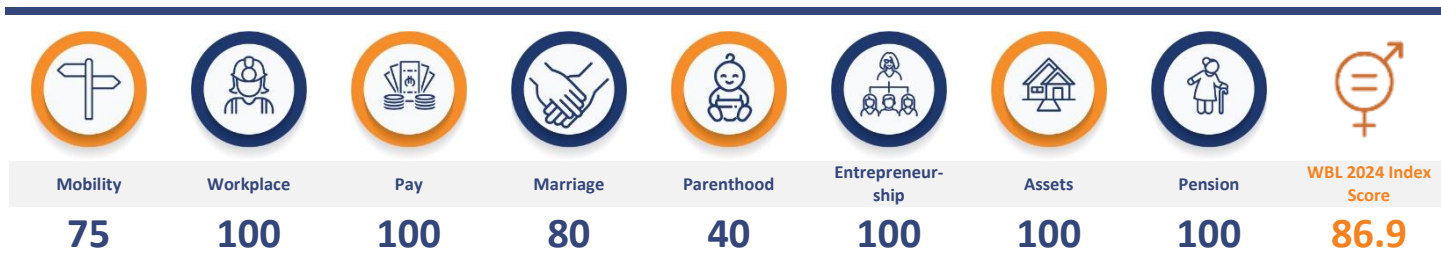 Mobility
Workplace
Pay
Marriage
Parenthood
Entrepreneur-
ship
Assets
Pension
WBL 2024 Index
Score
75
100
100
80
40
100
100
100
86.9